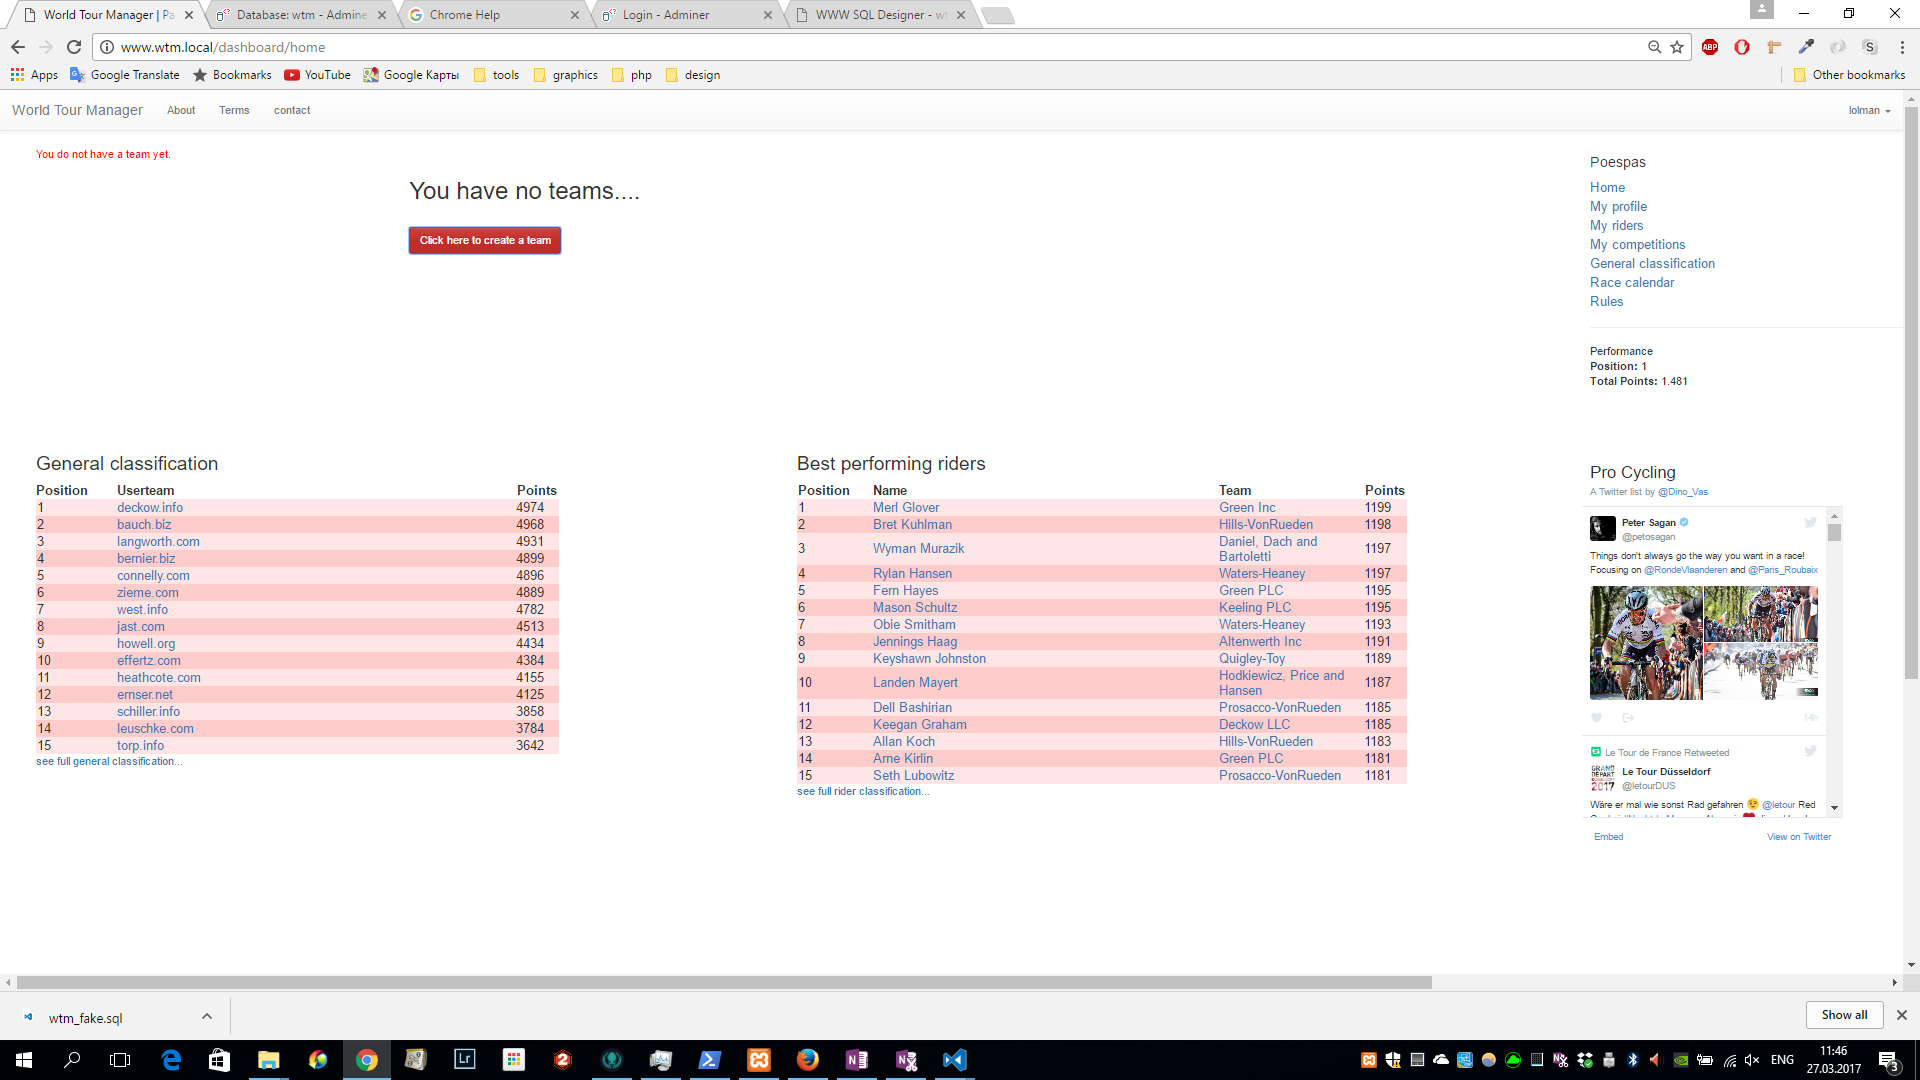 World Tour Manager | Pa
Database: wtm - Admine
Chrome Help
Login - Adminer
WWW SQL Designer - wt
www.wtm.local/dashboard/home
ABP
S
Apps
Google Translate
Bookmarks
YouTube
Google Карты
tools
graphics
php
design
Other bookmarks
World Tour Manager
About
Terms
contact
lolman
You do not have a team yet.
You have no teams....
Click here to create a team
Poespas
Home
My profile
My riders
My competitions
General classification
Race calendar
Rules
Performance
Position: 1
Total Points: 1.481
General classification
Position Userteam Points
1 deckow.info 4974
2 bauch.biz 4968
3 langworth.com 4931
4 bernier.biz 4899
5 connelly.com 4896
6 zieme.com 4889
7 west.info 4782
8 jast.com 4513
9 howell.org 4434
10 effertz.com 4384
11 heathcote.com 4155
12 ernser.net 4125
13 schiller.info 3858
14 leuschke.com 3784
15 torp.info 3642
see full general classification...
Best performing riders
Position Name Team Points
1 Merl Glover Green Inc 1199
2 Bret Kuhlman Hills-VonRueden 1198
3 Wyman Murazik Daniel, Dach and Bartoletti 1197
4 Rylan Hansen Waters-Heaney 1197
5 Fern Hayes Green PLC 1195
6 Mason Schultz Keeling PLC 1195
7 Obie Smitham Waters-Heaney 1193
8 Jennings Haag Altenwerth Inc 1191
9 Keyshawn Johnston Quigley-Toy 1189
10 Landen Mayert Hodkiewicz, Price and Hansen 1187
11 Dell Bashirian Prosacco-VonRueden 1185
12 Keegan Graham Deckow LLC 1185
13 Allan Koch Hills-VonRueden 1183
14 Arne Kirlin Green PLC 1181
15 Seth Lubowitz Prosacco-VonRueden 1181
see full rider classification...
Pro Cycling
A Twitter list by @Dino_Vas
Peter Sagan
@petosagan
Things don't always go the way you want in a race!
Focusing on @RondeVlaanderen and @Paris_Roubaix
14h
Le Tour de France Retweeted
GRAND DÉPART 2017
Le Tour Düsseldorf
@letourDUS
Wäre er mal wie sonst Rad gefahren @letour Red
Embed
View on Twitter
wtm_fake.sql
Show all
Lr
2
ENG
11:46
27.03.2017
3